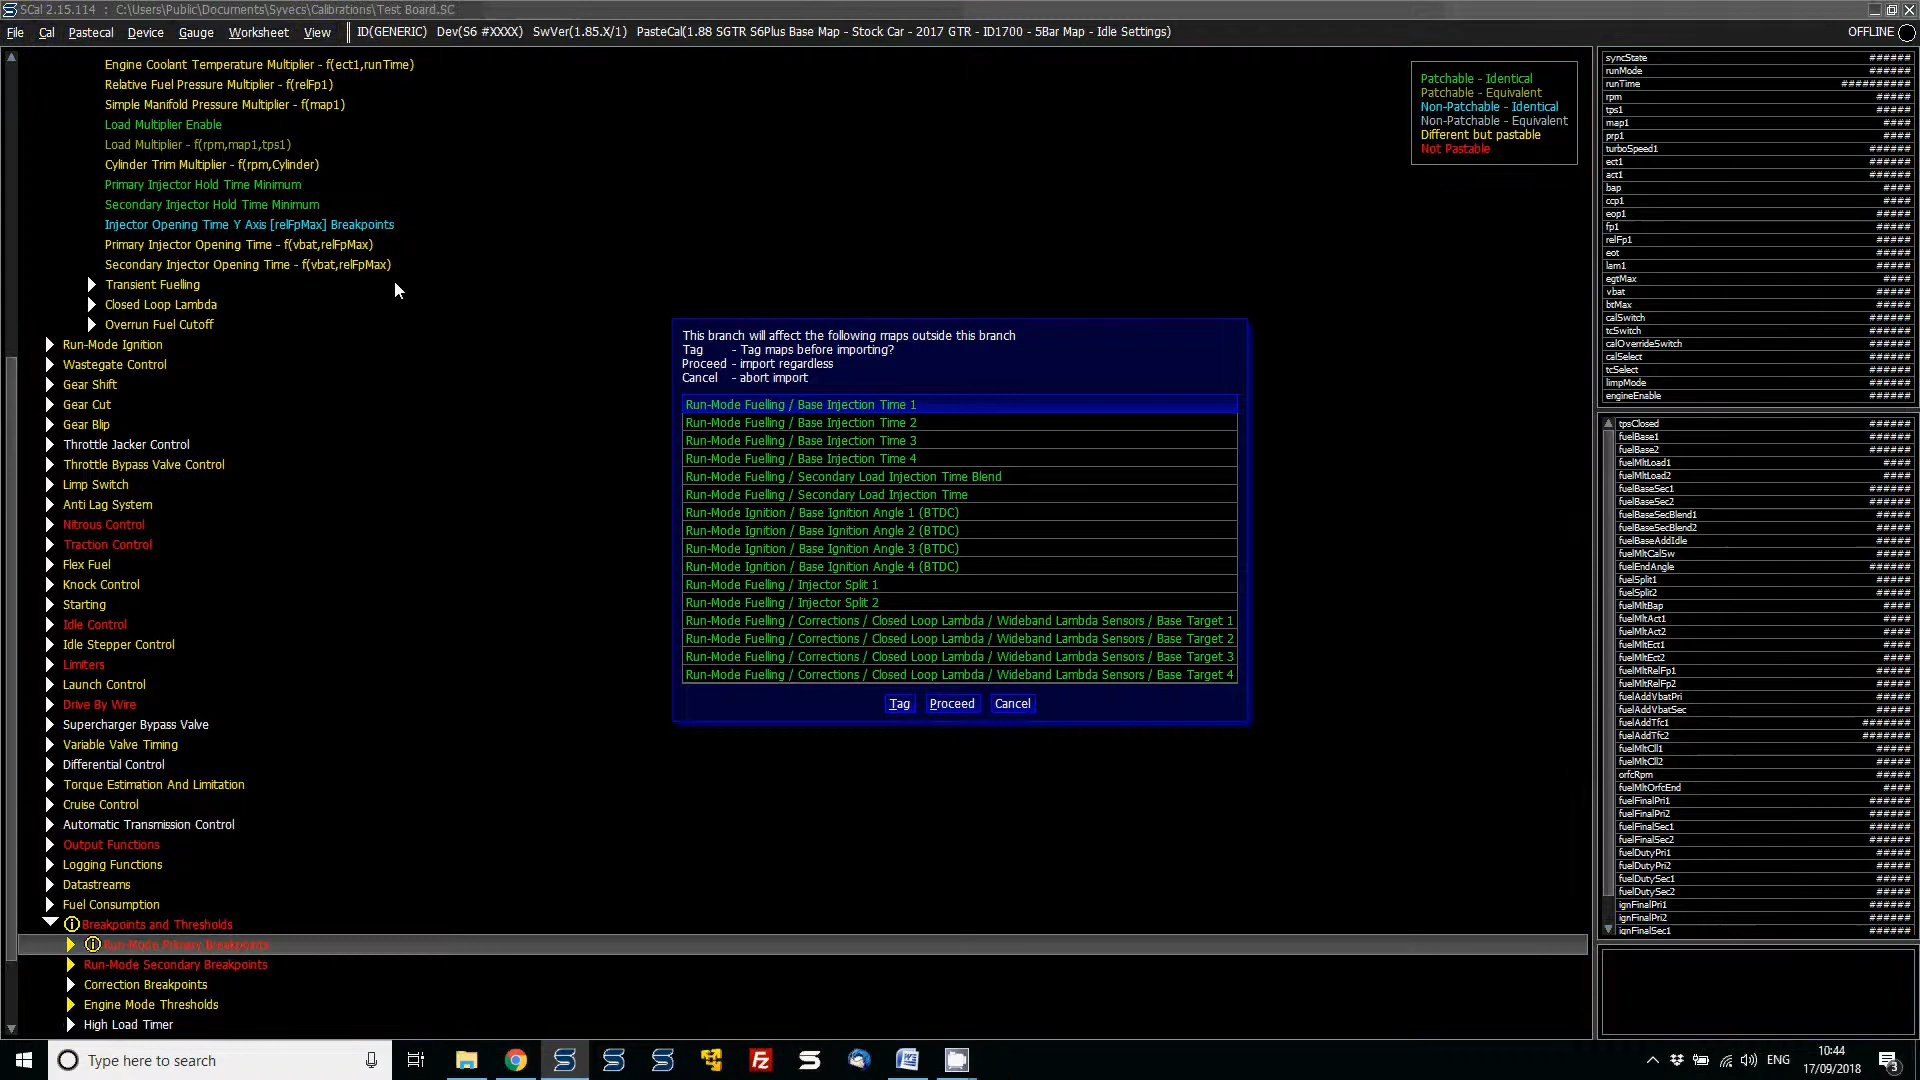 SCal 2.15.114 : C:\Users\Public\Documents\Syvecs\Calibrations\Test Board.SC
File Cal Pastecal Device Gauge Worksheet View ID(GENERIC) Dev(S6 #XXXX) SwVer(1.85.X/1) PasteCal(1.88 SGTR S6Plus Base Map - Stock Car - 2017 GTR - ID1700 - 5Bar Map - Idle Settings) OFFLINE
Engine Coolant Temperature Multiplier - f(ect1,runTime)
Relative Fuel Pressure Multiplier - f(relFp1)
Simple Manifold Pressure Multiplier - f(map1)
Load Multiplier Enable
Load Multiplier - f(rpm,map1,tps1)
Cylinder Trim Multiplier - f(rpm,Cylinder)
Primary Injector Hold Time Minimum
Secondary Injector Hold Time Minimum
Injector Opening Time Y Axis [relFpMax] Breakpoints
Primary Injector Opening Time - f(vbat,relFpMax)
Secondary Injector Opening Time - f(vbat,relFpMax)
Transient Fuelling
Closed Loop Lambda
Overrun Fuel Cutoff
Run-Mode Ignition
Wastegate Control
Gear Shift
Gear Cut
Gear Blip
Throttle Jacker Control
Throttle Bypass Valve Control
Limp Switch
Anti Lag System
Nitrous Control
Traction Control
Flex Fuel
Knock Control
Starting
Idle Control
Idle Stepper Control
Limiters
Launch Control
Drive By Wire
Supercharger Bypass Valve
Variable Valve Timing
Differential Control
Torque Estimation And Limitation
Cruise Control
Automatic Transmission Control
Output Functions
Logging Functions
Datastreams
Fuel Consumption
Breakpoints and Thresholds
Run-Mode Primary Breakpoints
Run-Mode Secondary Breakpoints
Correction Breakpoints
Engine Mode Thresholds
High Load Timer
Patchable - Identical
Patchable - Equivalent
Non-Patchable - Identical
Non-Patchable - Equivalent
Different but pastable
Not Pastable
This branch will affect the following maps outside this branch
Tag - Tag maps before importing?
Proceed - import regardless
Cancel - abort import
Run-Mode Fuelling / Base Injection Time 1
Run-Mode Fuelling / Base Injection Time 2
Run-Mode Fuelling / Base Injection Time 3
Run-Mode Fuelling / Base Injection Time 4
Run-Mode Fuelling / Secondary Load Injection Time Blend
Run-Mode Fuelling / Secondary Load Injection Time
Run-Mode Ignition / Base Ignition Angle 1 (BTDC)
Run-Mode Ignition / Base Ignition Angle 2 (BTDC)
Run-Mode Ignition / Base Ignition Angle 3 (BTDC)
Run-Mode Ignition / Base Ignition Angle 4 (BTDC)
Run-Mode Fuelling / Injector Split 1
Run-Mode Fuelling / Injector Split 2
Run-Mode Fuelling / Corrections / Closed Loop Lambda / Wideband Lambda Sensors / Base Target 1
Run-Mode Fuelling / Corrections / Closed Loop Lambda / Wideband Lambda Sensors / Base Target 2
Run-Mode Fuelling / Corrections / Closed Loop Lambda / Wideband Lambda Sensors / Base Target 3
Run-Mode Fuelling / Corrections / Closed Loop Lambda / Wideband Lambda Sensors / Base Target 4
Tag Proceed Cancel
syncState ######
runMode ######
runTime ##########
rpm #####
tps1 #####
map1 ####
prp1 ####
turboSpeed1 ######
ect1 #####
act1 #####
bap ####
ccp1 ####
eop1 ####
fp1 ####
relFp1 ####
eot #####
lam1 #####
egtMax ####
vbat #####
btMax ####
calSwitch #####
tcSwitch #####
calOverrideSwitch #####
calSelect #####
tcSelect #####
limpMode #####
engineEnable #####
tpsClosed ######
fuelBase1 ######
fuelBase2 ######
fuelMltLoad1 ####
fuelMltLoad2 ####
fuelBaseSec1 ######
fuelBaseSec2 ######
fuelBaseSecBlend1 #####
fuelBaseSecBlend2 #####
fuelBaseAddIdle #####
fuelMltCalSw #####
fuelEndAngle ######
fuelSplit1 #####
fuelSplit2 #####
fuelMltBap #####
fuelMltAct1 #####
fuelMltAct2 #####
fuelMltEct1 #####
fuelMltEct2 #####
fuelMltRelFp1 #####
fuelMltRelFp2 #####
fuelAddVbatPri #####
fuelAddVbatSec #####
fuelAddTfc1 #######
fuelAddTfc2 #######
fuelMltCll1 #####
fuelMltCll2 #####
orfcRpm #####
fuelMltOrfcEnd ####
fuelFinalPri1 ######
fuelFinalPri2 ######
fuelFinalSec1 ######
fuelFinalSec2 ######
fuelDutyPri1 #####
fuelDutyPri2 #####
fuelDutySec1 #####
fuelDutySec2 #####
ignFinalPri1 #####
ignFinalPri2 #####
ignFinalSec1 #####
Type here to search
ENG
10:44
17/09/2018
3